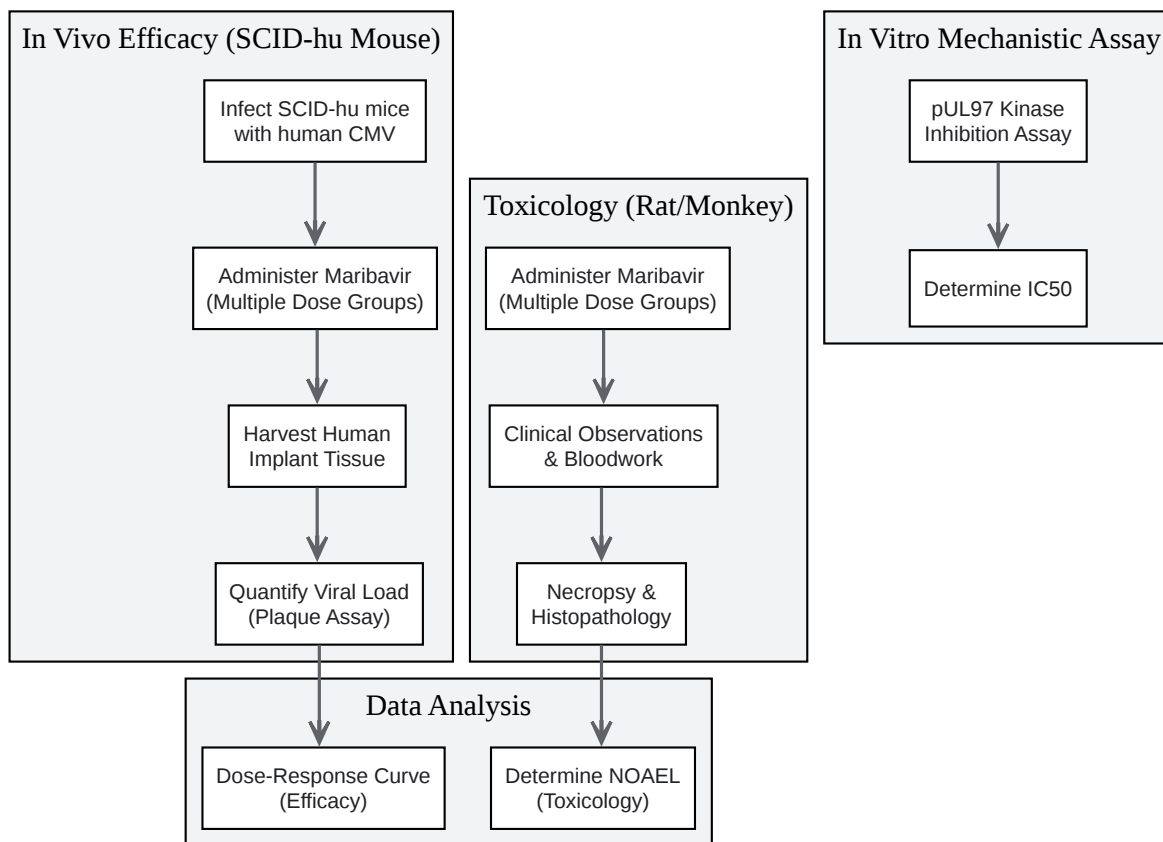 In Vivo Efficacy (SCID-hu Mouse)
Infect SCID-hu mice
with human CMV
Administer Maribavir
(Multiple Dose Groups)
Harvest Human
Implant Tissue
Quantify Viral Load
(Plaque Assay)
Toxicology (Rat/Monkey)
Administer Maribavir
(Multiple Dose Groups)
Clinical Observations
& Bloodwork
Necropsy &
Histopathology
In Vitro Mechanistic Assay
pUL97 Kinase
Inhibition Assay
Determine IC50
Data Analysis
Dose-Response Curve
(Efficacy)
Determine NOAEL
(Toxicology)